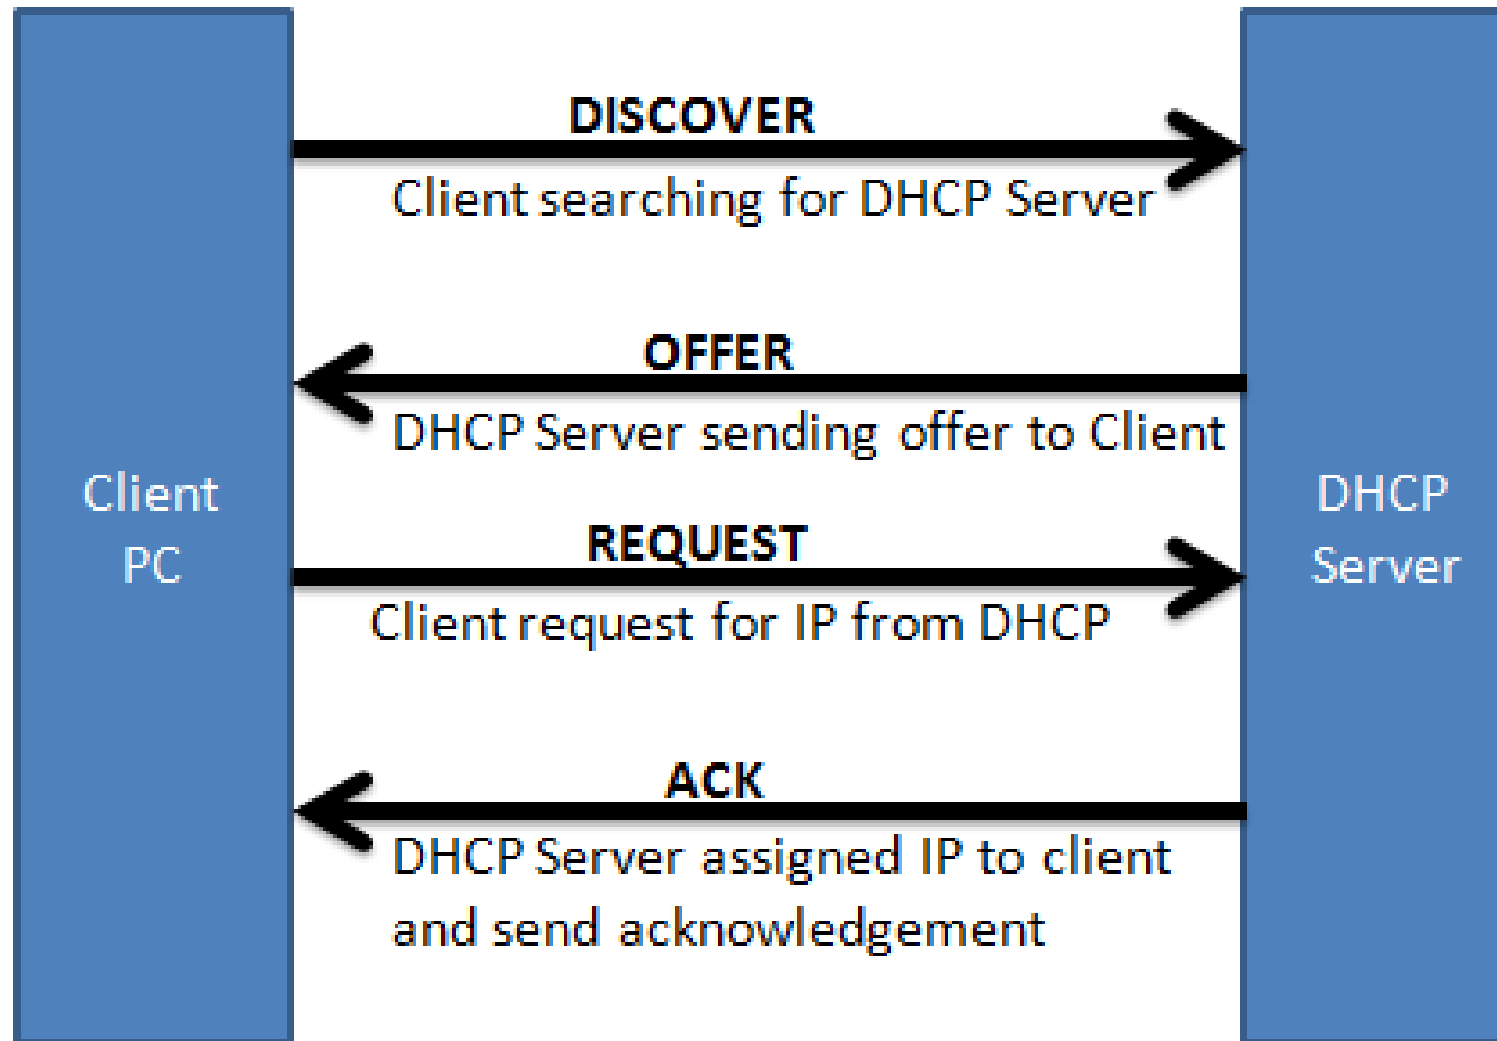 DISCOVER
Client searching for DHCP Server
OFFER
DHCP Server sending offer to Client
Client
PC
DHCP
Server
REQUEST
Client request for IP from DHCP
ACK
DHCP Server assigned IP to client
and send acknowledgement